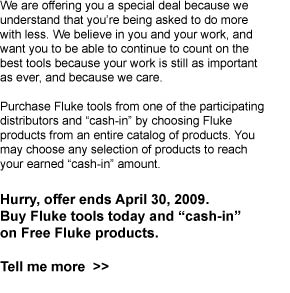 We are offering you a special deal because we
understand that you're being asked to do more
with less. We believe in you and your work, and
want you to be able to continue to count on the
best tools because your work is still as important
as ever, and because we care.
Purchase Fluke tools from one of the participating
distributors and “cash-in” by choosing Fluke
products from an entire catalog of products. You
may choose any selection of products to reach
your earned “cash-in” amount.
Hurry, offer ends April 30, 2009.
Buy Fluke tools today and “cash-in”
on Free Fluke products.
Tell me more >>